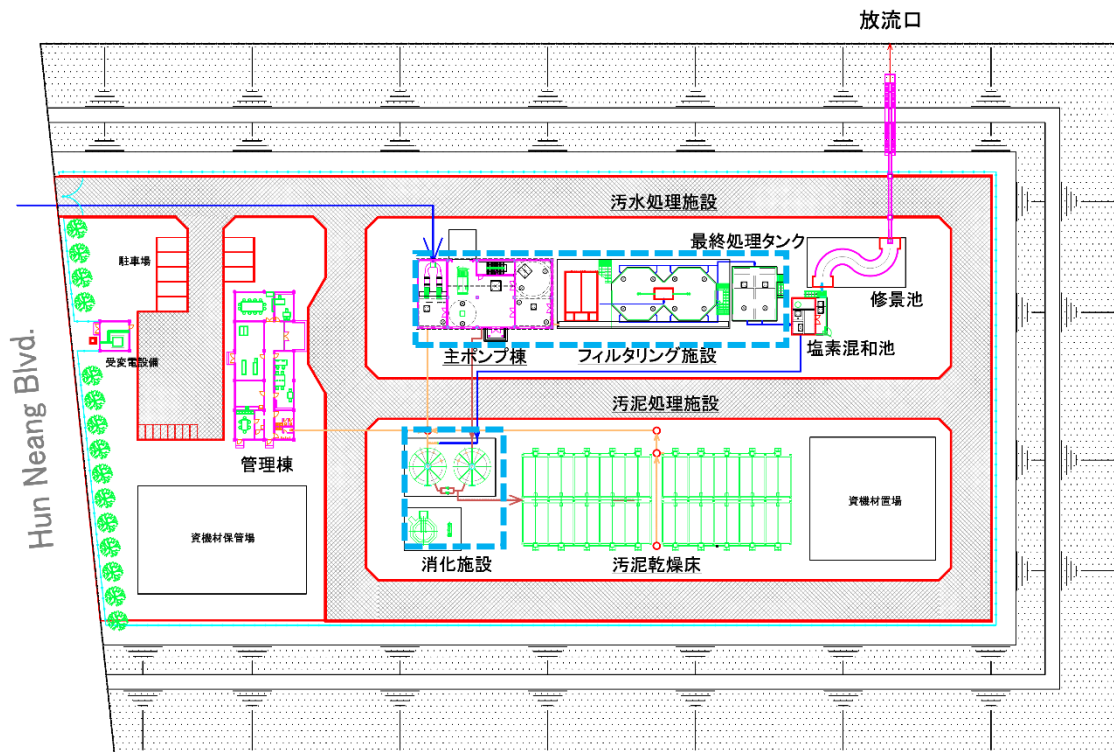 放流口
汚水処理施設
最終処理タンク
駐車場
修景池
Hun Neang Blvd.
受変電設備
主ポンプ棟
フィルタリング施設
塩素混和池
汚泥処理施設
管理棟
資機材置場
資機材保管場
消化施設
汚泥乾燥床